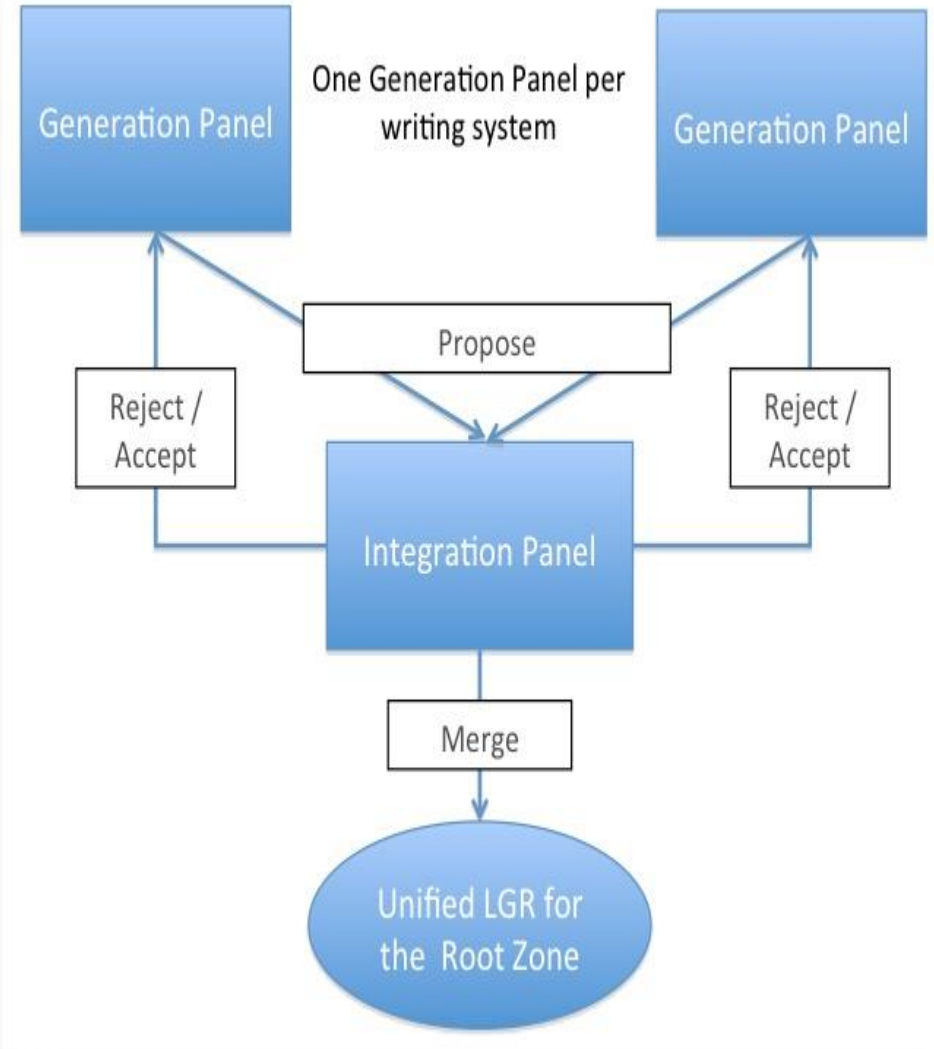 Generation Panel
One Generation Panel per
writing system
Generation Panel
Propose
Reject /
Accept
Reject /
Accept
Integration Panel
Merge
Unified LGR for
the Root Zone